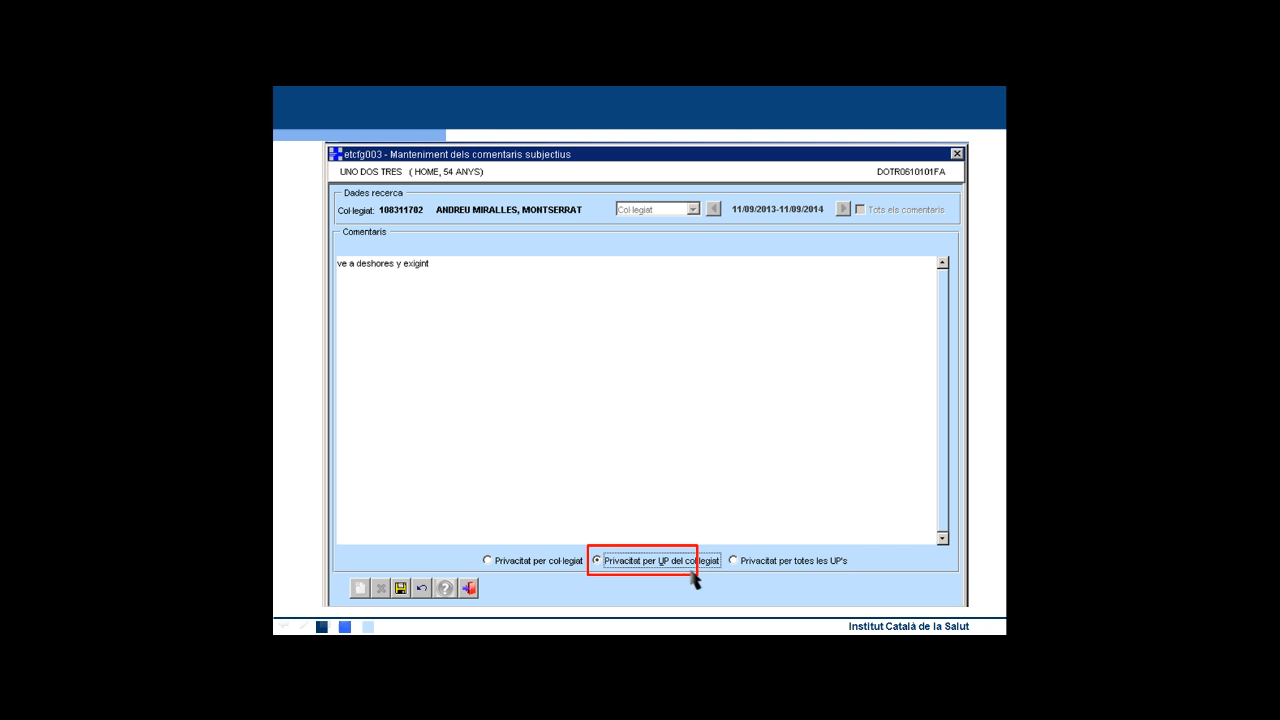 etcfg003 - Manteniment dels comentaris subjectius
UNO DOS TRES ( HOME, 54 ANYS) DOTR0610101FA
Dades recerca
Col·legiat: 108311702 ANDREU MIRALLES, MONTSERRAT Col·legiat 11/09/2013-11/09/2014 Tots els comentaris
Comentaris
ve a deshores y exigint
Privacitat per col·legiat Privacitat per UP del col·legiat Privacitat per totes les UP's
Institut Català de la Salut